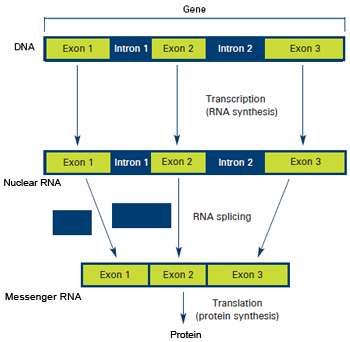 Gene
DNA
Exon 1 Intron 1 Exon 2 Intron 2 Exon 3
Transcription
(RNA synthesis)
Exon 1 Intron 1 Exon 2 Intron 2 Exon 3
Nuclear RNA
RNA splicing
Exon 1 Exon 2 Exon 3
Messenger RNA
Translation
(protein synthesis)
Protein